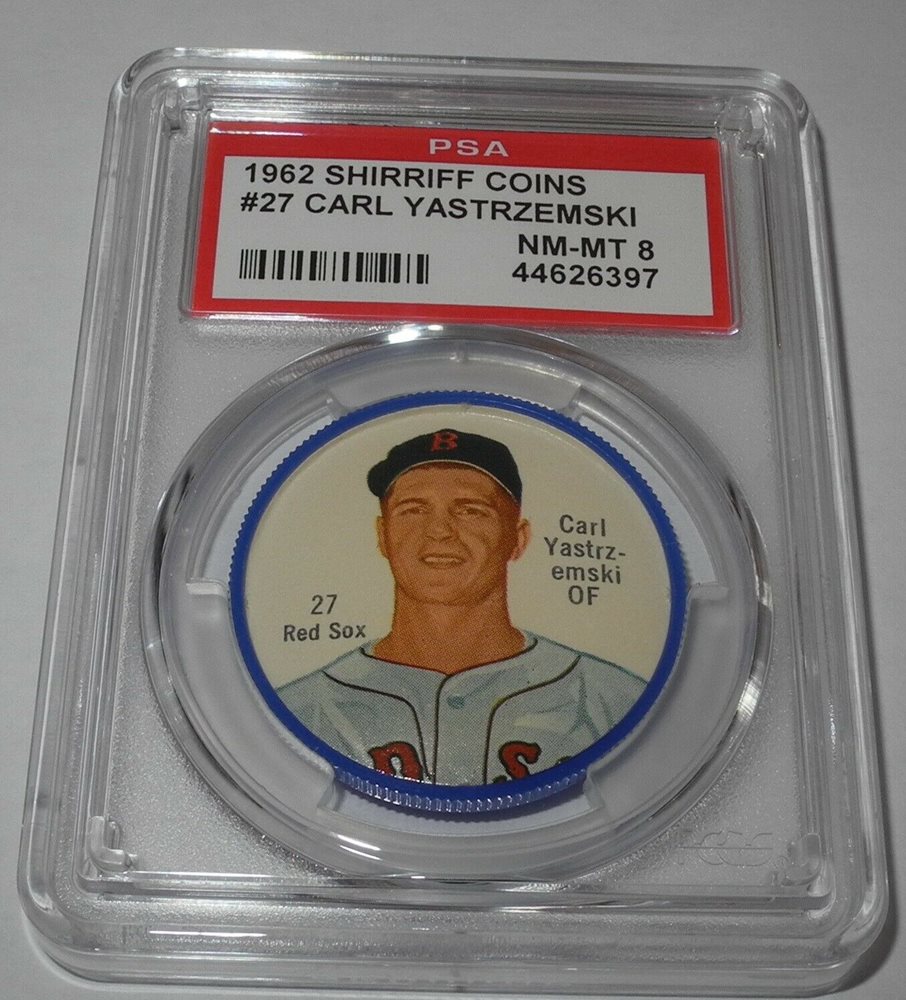 PSA
1962 SHIRRIFF COINS
#27 CARL YASTRZEMSKI
NM-MT 8
44626397
B
Carl
Yastrz-
emski
OF
27
Red Sox